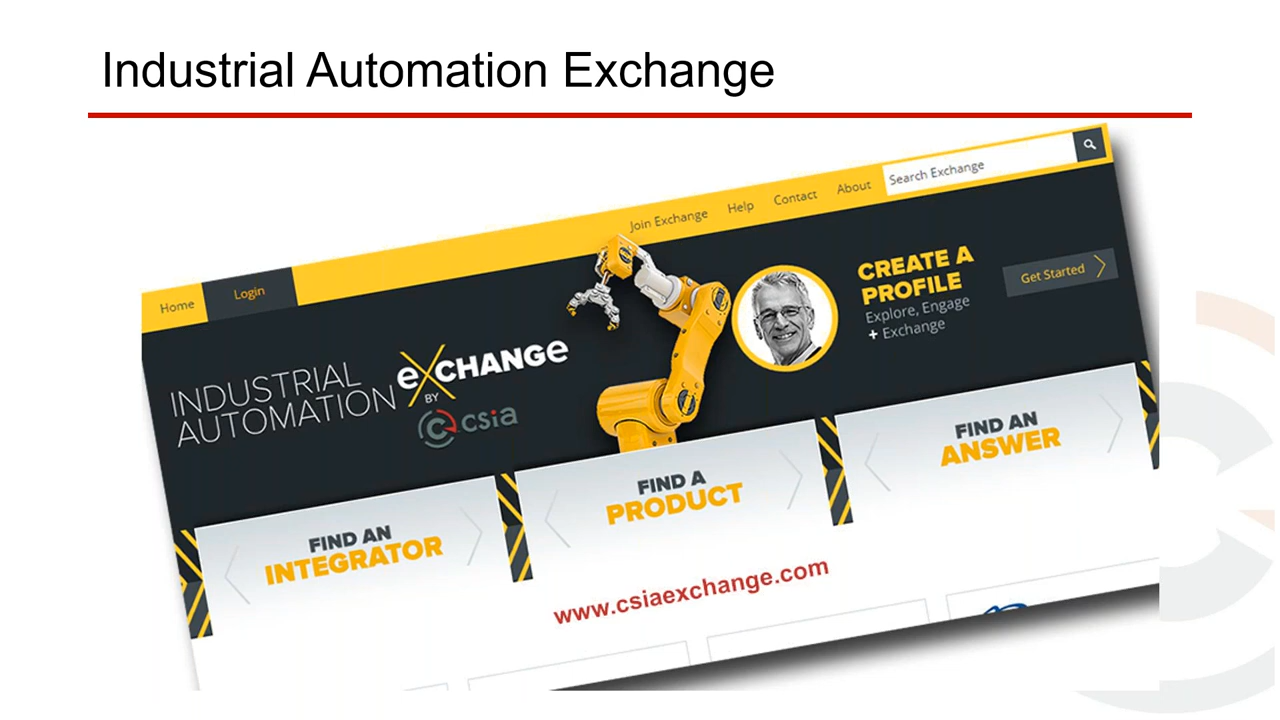 Industrial Automation Exchange
Home
Login
Join Exchange
Help
Contact
About
Search Exchange
INDUSTRIAL
AUTOMATION
eXCHANGe
BY
csia
CREATE A
PROFILE
Explore, Engage
+ Exchange
Get Started
FIND AN
INTEGRATOR
FIND A
PRODUCT
FIND AN
ANSWER
www.csiaexchange.com